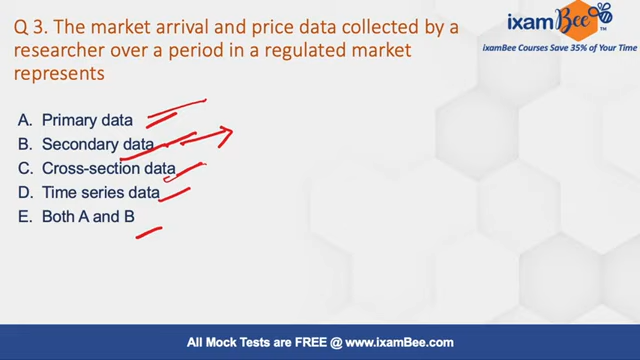 Q 3. The market arrival and price data collected by a
researcher over a period in a regulated market
represents
ixamBee
TM
ixamBee Courses Save 35% of Your Time
A. Primary data
B. Secondary data
C. Cross-section data
D. Time series data
E. Both A and B
All Mock Tests are FREE @ www.ixamBee.com